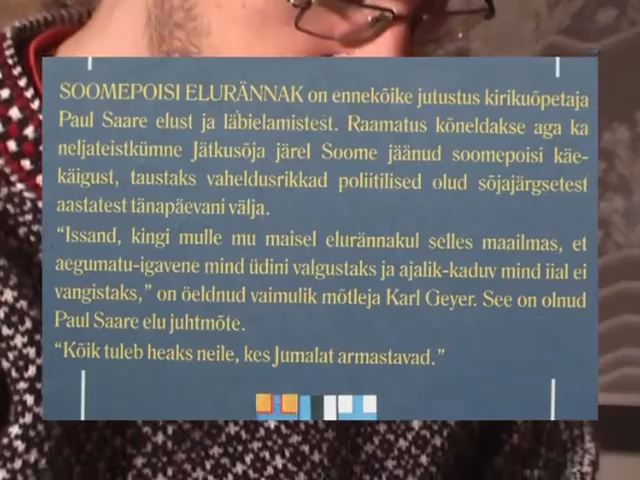 SOOMEPOISI ELURÄNNAK on ennekõike jutustus kirikuõpetaja
Paul Saare elust ja läbielamistest. Raamatus kõneldakse aga ka
neljateistkümne Jätkusõja järel Soome jäänud soomepoisi käe-
käigust, taustaks vaheldusrikkad poliitilised olud sõjajärgsetest
aastatest tänapäevani välja.
“Issand, kingi mulle mu maisel elurännakul selles maailmas, et
aegumatu-igavene mind üdini valgustaks ja ajalik-kaduv mind iial ei
vangistaks,” on öeldnud vaimulik mõtleja Karl Geyer. See on olnud
Paul Saare elu juhtmõte.
“Kõik tuleb heaks neile, kes Jumalat armastavad.”